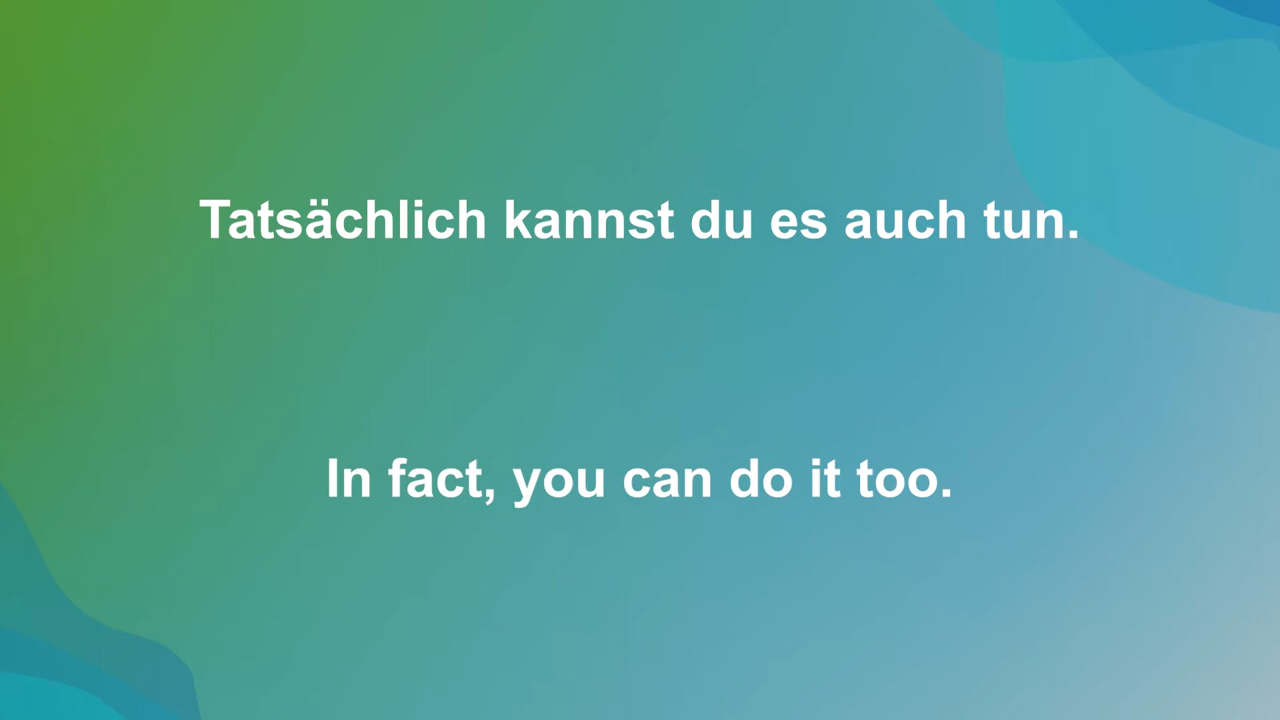 Tatsächlich kannst du es auch tun.
In fact, you can do it too.